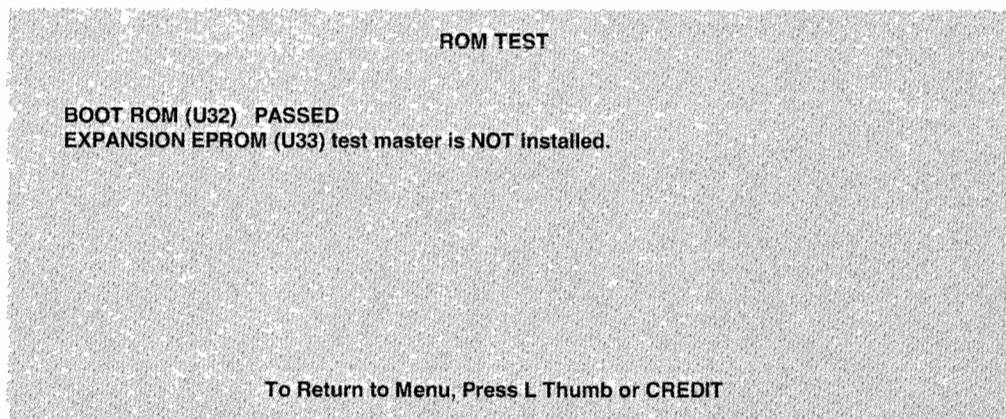 ROM TEST
BOOT ROM (U32) PASSED
EXPANSION EPROM (U33) test master is NOT installed.
To Return to Menu, Press L Thumb or CREDIT